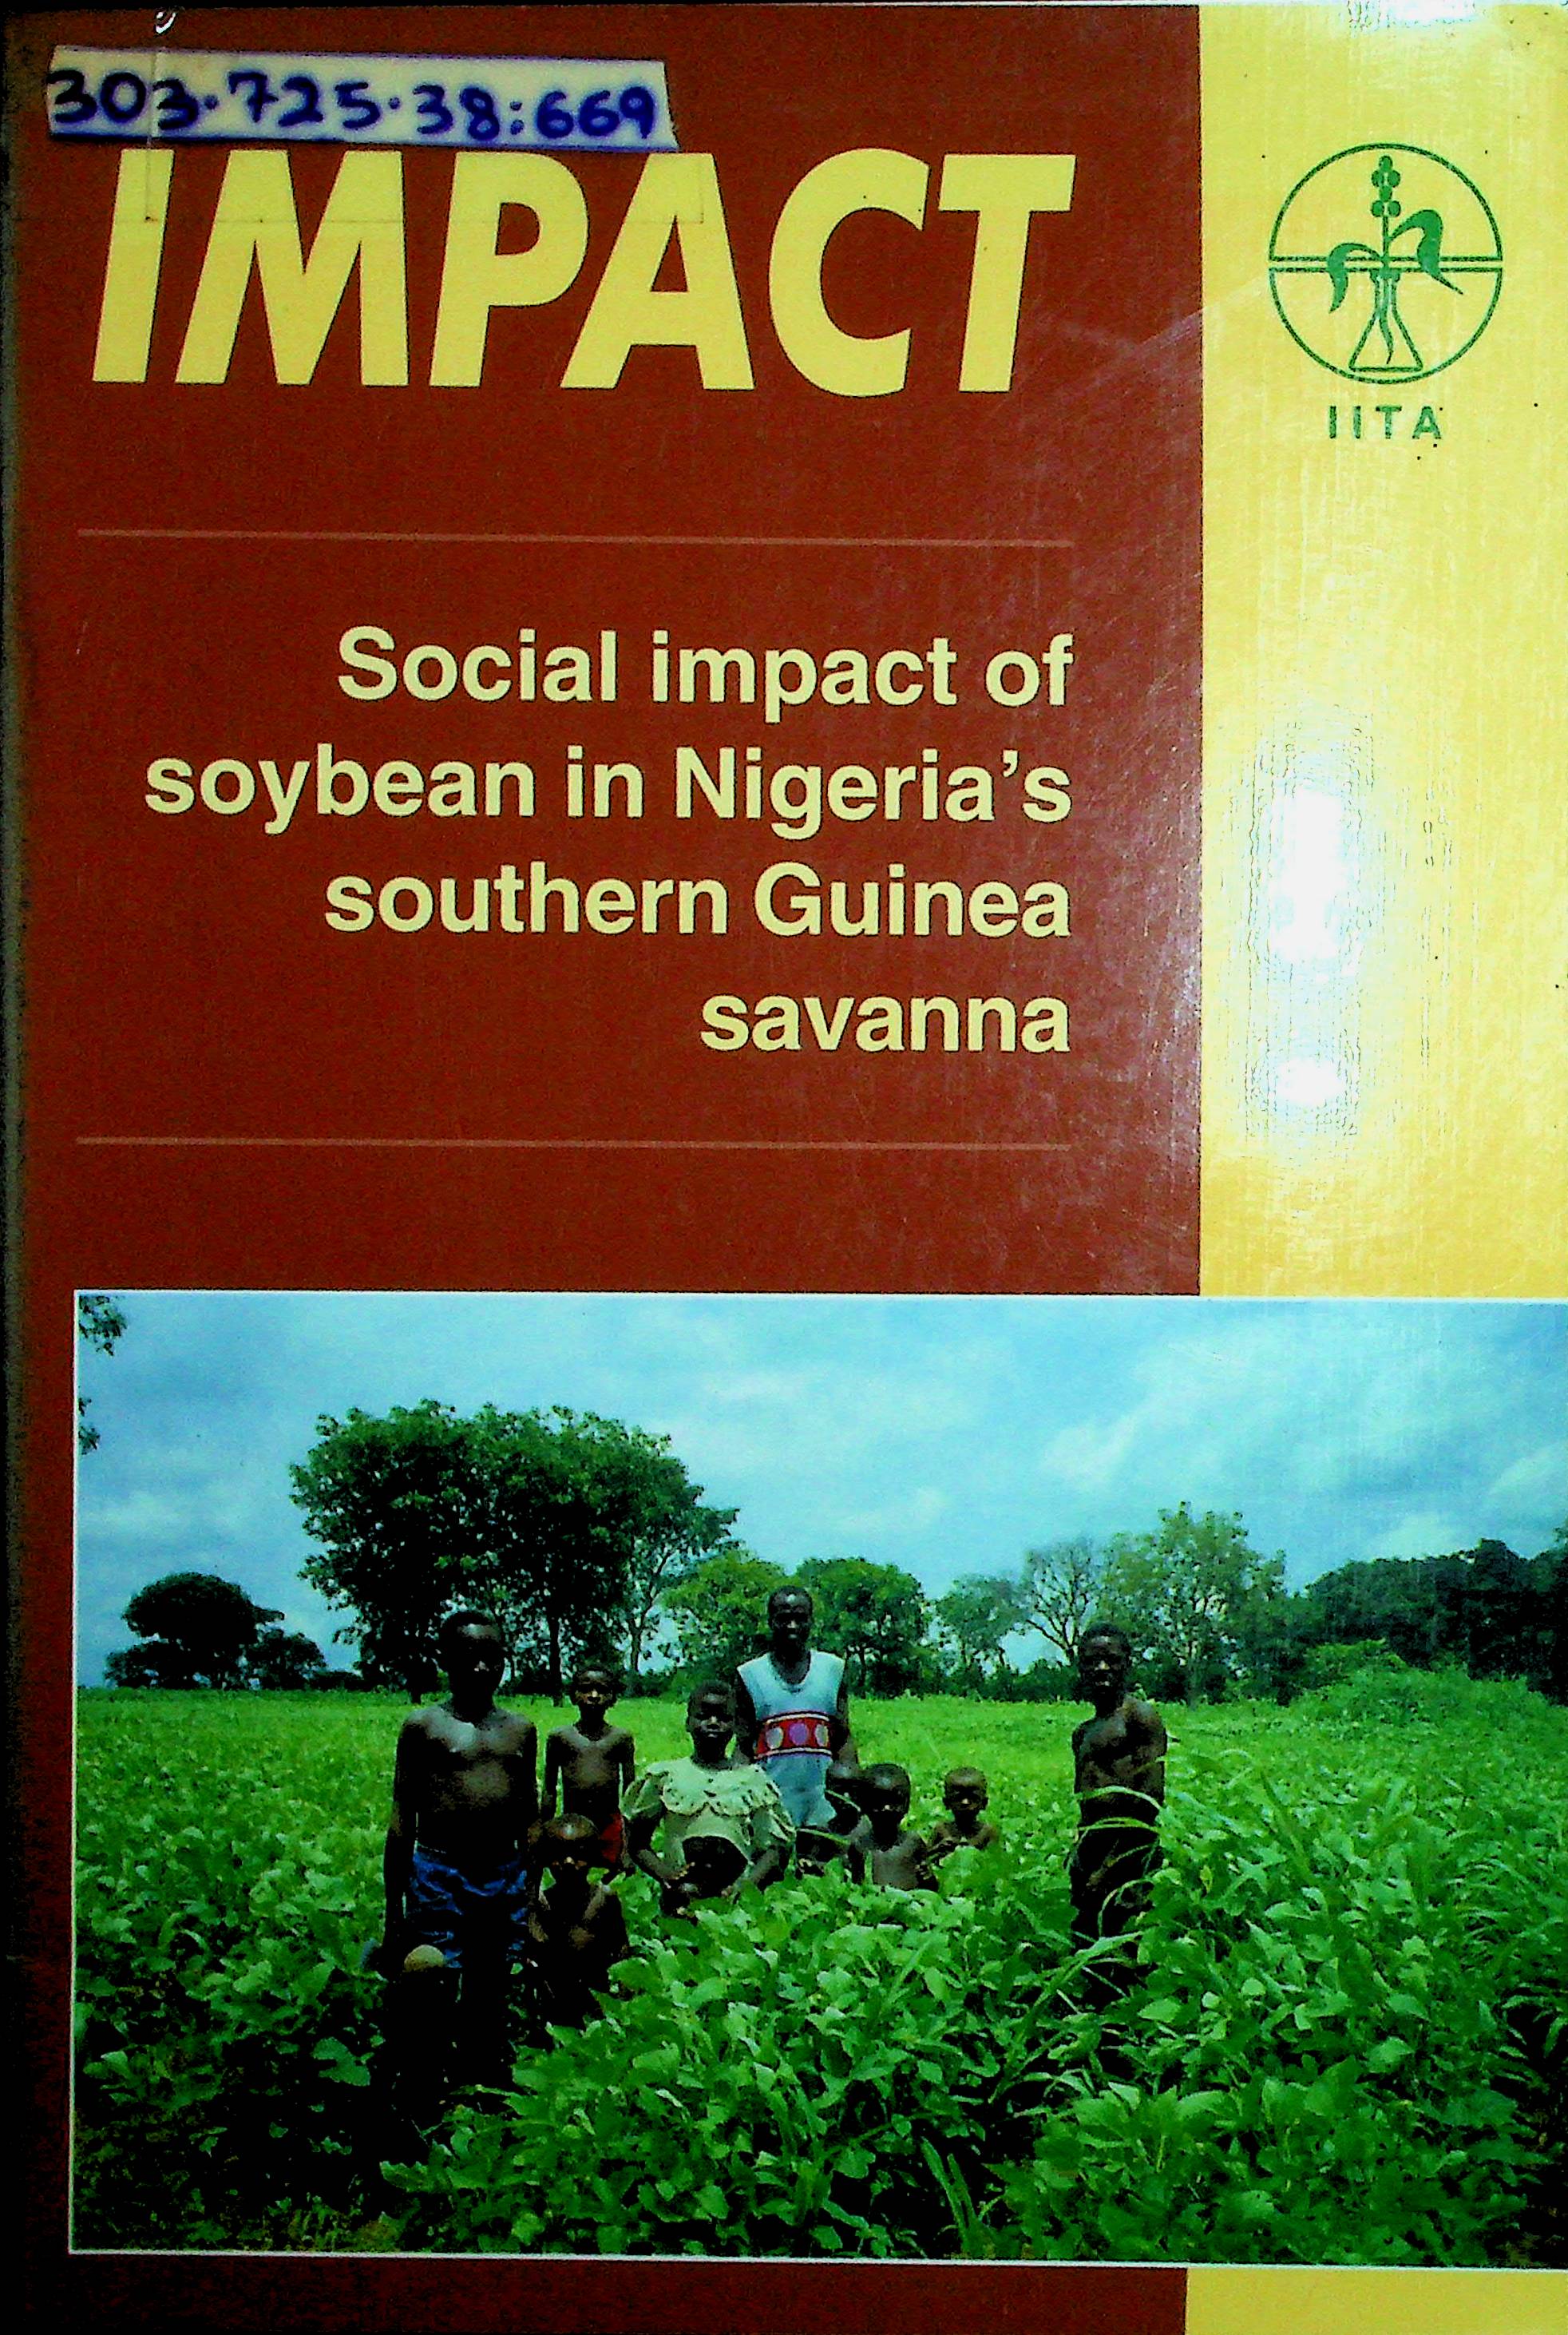 303.725.38:669
IMPACT
IITA
Social impact of
soybean in Nigeria's
southern Guinea
savanna